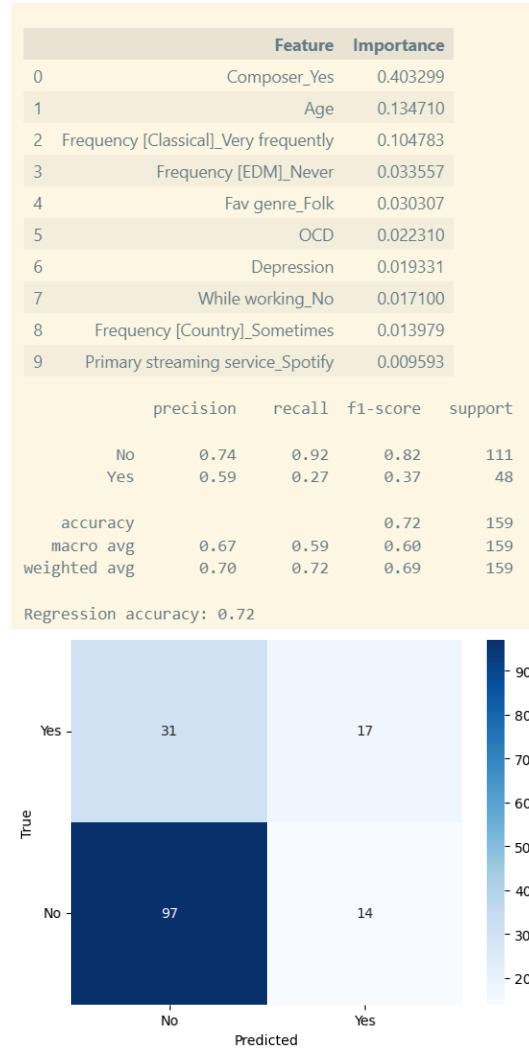 Feature Importance
0 Composer_Yes 0.403299
1 Age 0.134710
2 Frequency [Classical]_Very frequently 0.104783
3 Frequency [EDM]_Never 0.033557
4 Fav genre_Folk 0.030307
5 OCD 0.022310
6 Depression 0.019331
7 While working_No 0.017100
8 Frequency [Country]_Sometimes 0.013979
9 Primary streaming service_Spotify 0.009593
precision recall f1-score support
No 0.74 0.92 0.82 111
Yes 0.59 0.27 0.37 48
accuracy 0.72 159
macro avg 0.67 0.59 0.60 159
weighted avg 0.70 0.72 0.69 159
Regression accuracy: 0.72
90
Yes 31 17
80
70
60
True
50
40
No 97 14
30
20
No Yes
Predicted